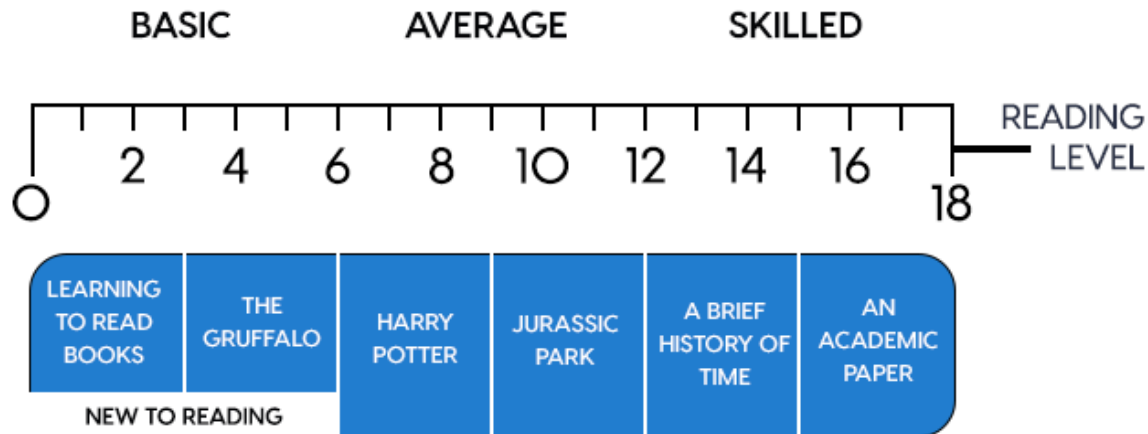 BASIC AVERAGE SKILLED
READING
LEVEL
0 2 4 6 8 10 12 14 16 18
LEARNING
TO READ
BOOKS
THE
GRUFFALO
HARRY
POTTER
JURASSIC
PARK
A BRIEF
HISTORY OF
TIME
AN
ACADEMIC
PAPER
NEW TO READING